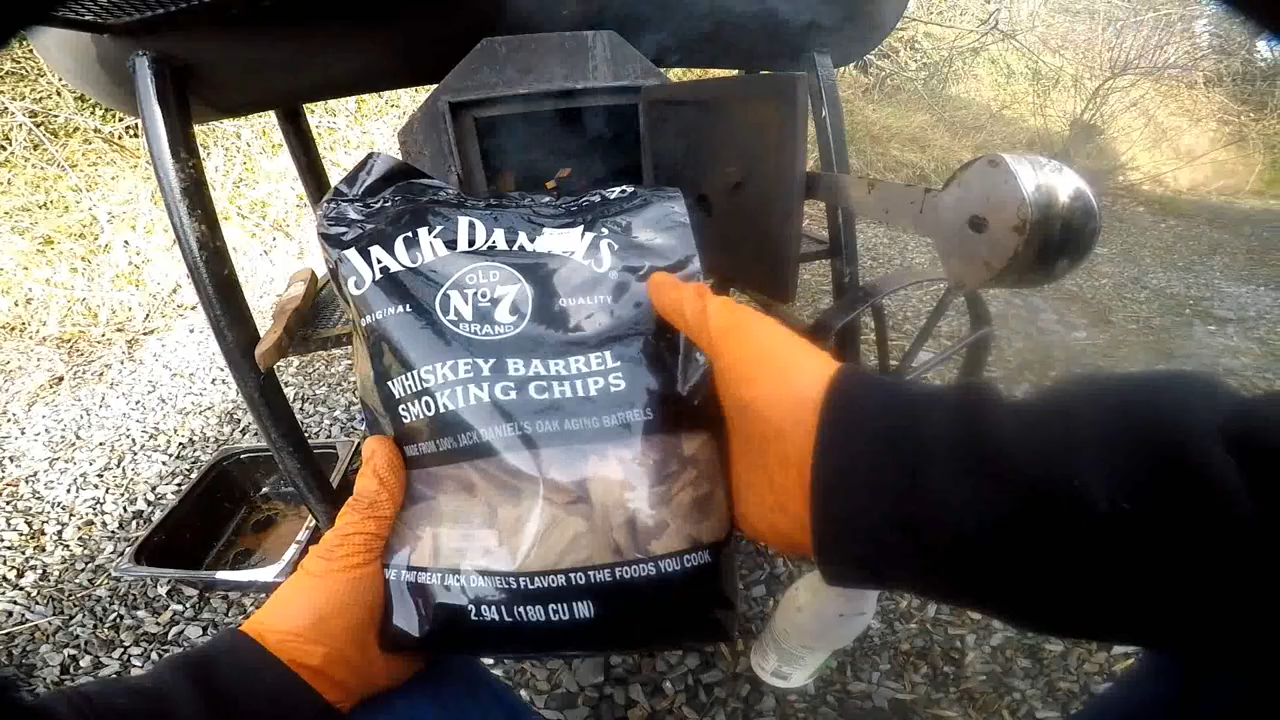 JACK DANIEL'S
OLD
No7
BRAND
ORIGINAL QUALITY
WHISKEY BARREL
SMOKING CHIPS
MADE FROM 100% JACK DANIEL'S OAK AGING BARRELS
VE THAT GREAT JACK DANIEL'S FLAVOR TO THE FOODS YOU COOK
2.94 L (180 CU IN)